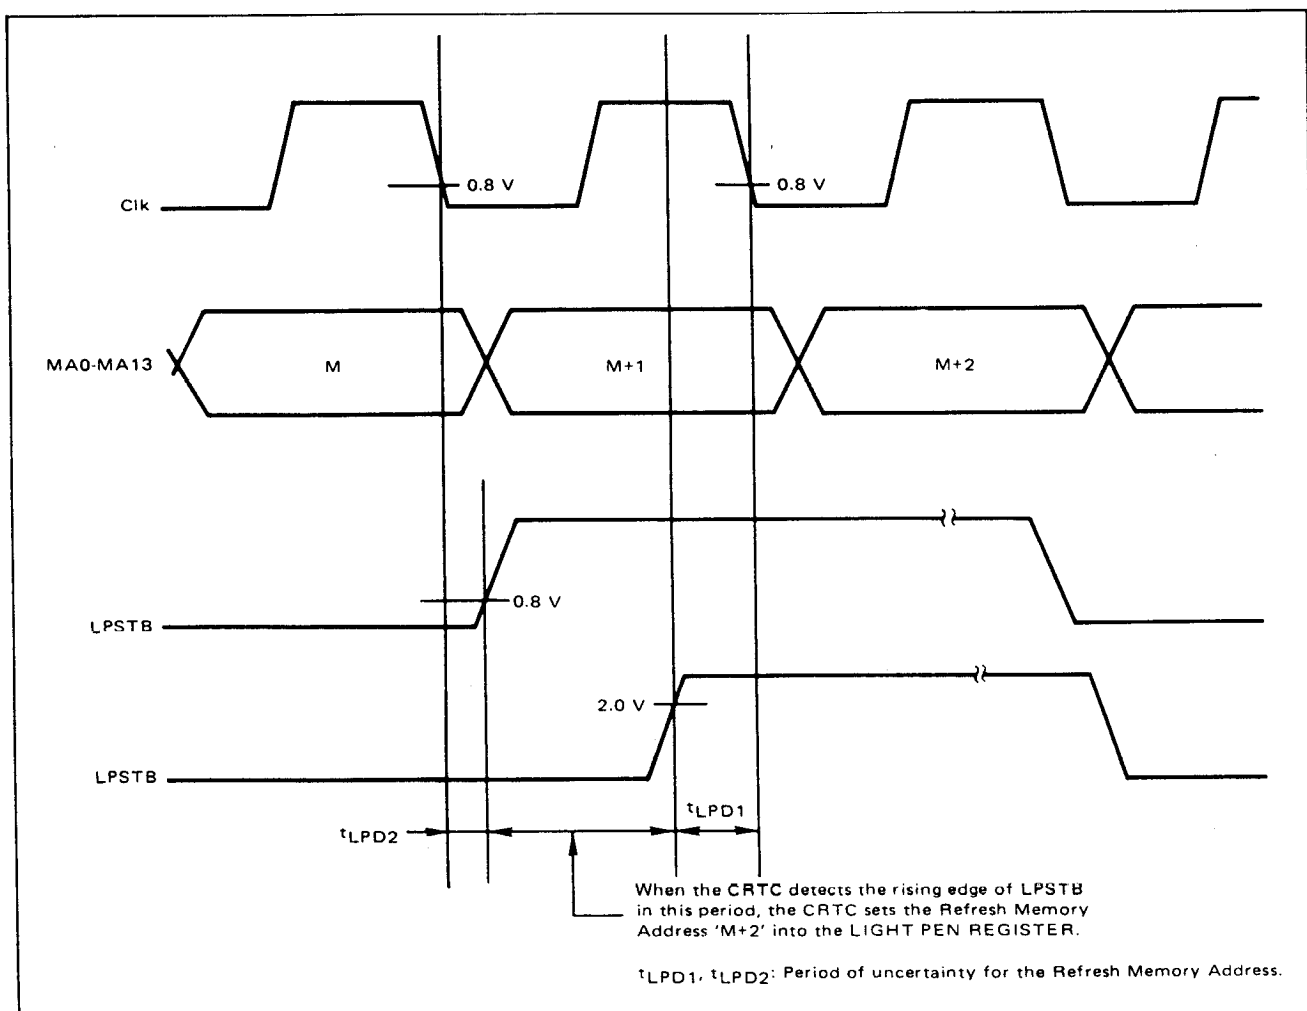 0.8 V
0.8 V
Clk
MA0-MA13
M
M+1
M+2
0.8 V
LPSTB
2.0 V
LPSTB
tLPD1
tLPD2
When the CRTC detects the rising edge of LPSTB
in this period, the CRTC sets the Refresh Memory
Address 'M+2' into the LIGHT PEN REGISTER.
tLPD1, tLPD2: Period of uncertainty for the Refresh Memory Address.